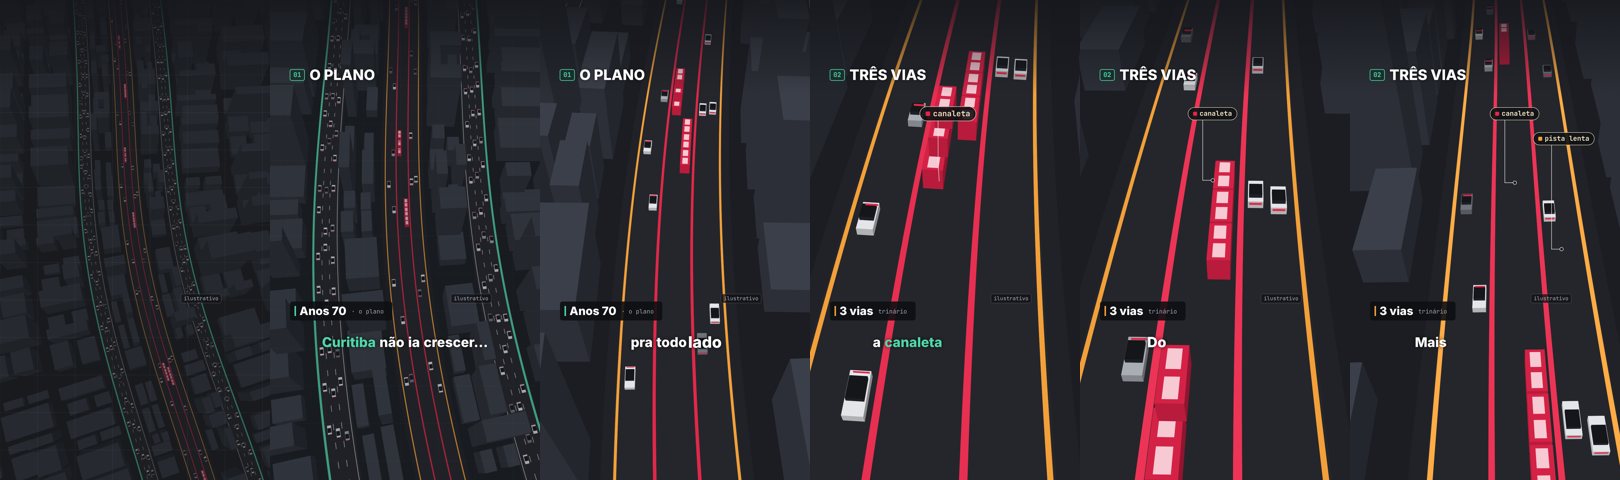 ilustrativo
01 O PLANO
ilustrativo
Anos 70 · o plano
Curitiba não ia crescer...
01 O PLANO
ilustrativo
Anos 70 · o plano
pra todo lado
02 TRÊS VIAS
canaleta
ilustrativo
3 vias trinário
a canaleta
02 TRÊS VIAS
canaleta
ilustrativo
3 vias trinário
Do
02 TRÊS VIAS
canaleta
pista lenta
ilustrativo
3 vias trinário
Mais